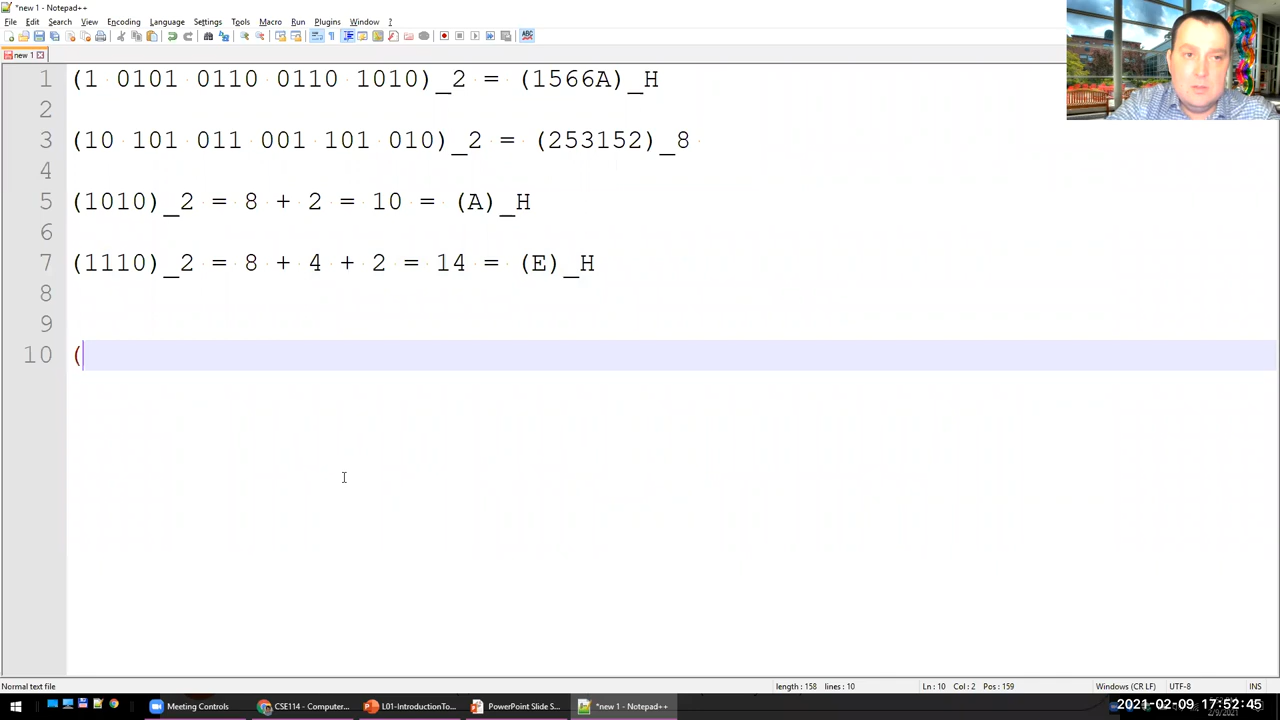 *new 1 - Notepad++
File Edit Search View Encoding Language Settings Tools Macro Run Plugins Window ?
new 1
1 (1 0101 0110 0110 1010)_2 = (1566A)_H
2
3 (10 101 011 001 101 010)_2 = (253152)_8
4
5 (1010)_2 = 8 + 2 = 10 = (A)_H
6
7 (1110)_2 = 8 + 4 + 2 = 14 = (E)_H
8
9
10 (
Normal text file length : 158 lines : 10 Ln : 10 Col : 2 Pos : 159 Windows (CR LF) UTF-8 INS
Meeting Controls CSE114 - Computer... L01-IntroductionTo... PowerPoint Slide S... *new 1 - Notepad++ 2021-02-09 17:52:45